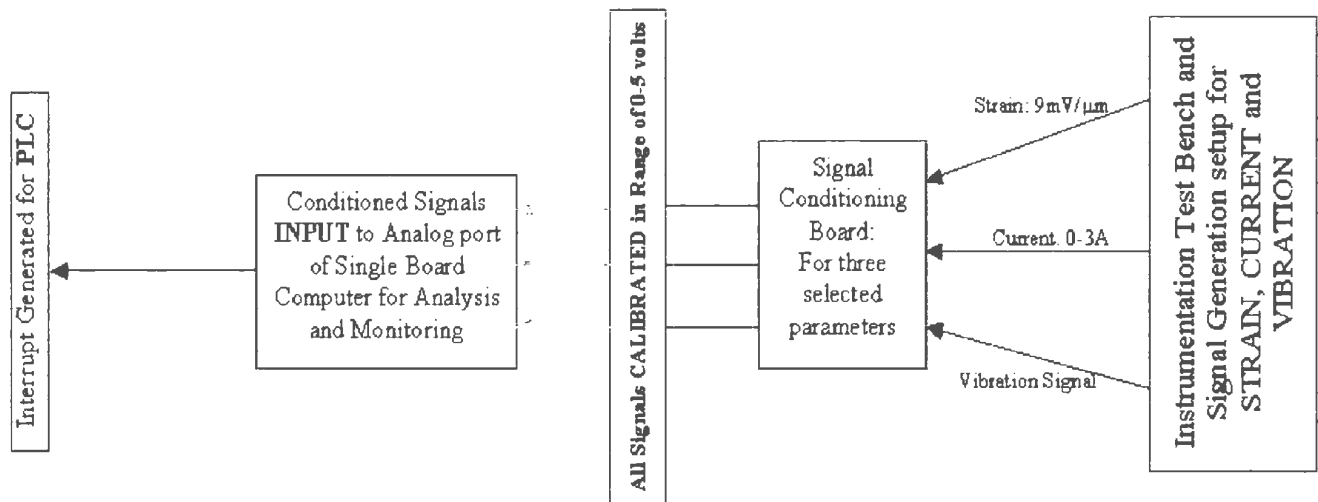 Interrupt Generated for PLC
Conditioned Signals
INPUT to Analog port
of Single Board
Computer for Analysis
and Monitoring
All Signals CALIBRATED in Range of 0-5 volts
Signal
Conditioning
Board:
For three
selected
parameters
Strain: 9mV/μm
Current. 0-3A
Vibration Signal
Instrumentation Test Bench and
Signal Generation setup for
STRAIN, CURRENT and
VIBRATION